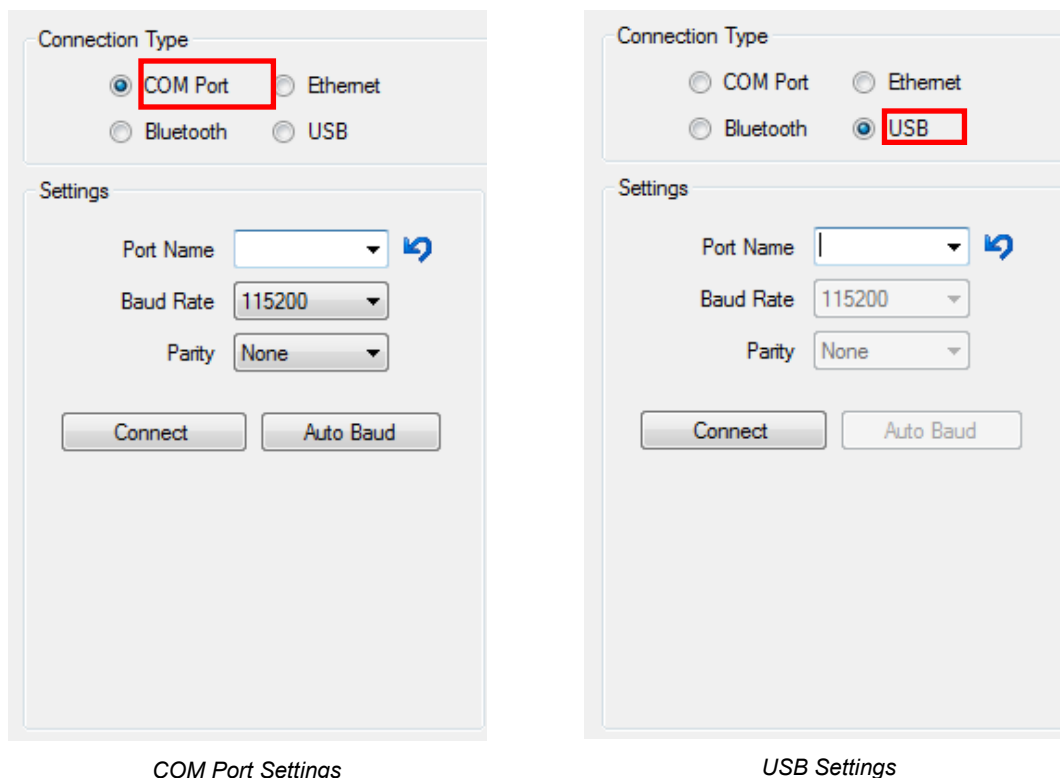 Connection Type
COM Port Ethernet
Bluetooth USB
Settings
Port Name
Baud Rate 115200
Parity None
Connect Auto Baud
COM Port Settings
Connection Type
COM Port Ethernet
Bluetooth USB
Settings
Port Name
Baud Rate 115200
Parity None
Connect Auto Baud
USB Settings